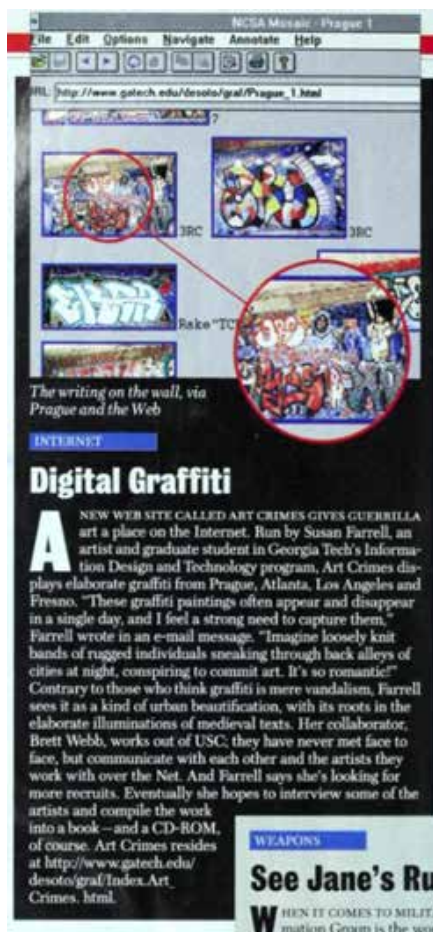 NCSA Mosaic - Prague 1
File Edit Options Navigate Annotate Help
URL: http://www.gatech.edu/desoto/graf/Prague_1.html
?
3RC
3RC
Rake"TC
The writing on the wall, via
Prague and the Web
INTERNET
Digital Graffiti
A NEW WEB SITE CALLED ART CRIMES GIVES GUERRILLA
art a place on the Internet. Run by Susan Farrell, an
artist and graduate student in Georgia Tech's Informa-
tion Design and Technology program, Art Crimes dis-
plays elaborate graffiti from Prague, Atlanta, Los Angeles and
Fresno. "These graffiti paintings often appear and disappear
in a single day, and I feel a strong need to capture them,"
Farrell wrote in an e-mail message. "Imagine loosely knit
bands of rugged individuals sneaking through back alleys of
cities at night, conspiring to commit art. It's so romantic!"
Contrary to those who think graffiti is mere vandalism, Farrell
sees it as a kind of urban beautification, with its roots in the
elaborate illuminations of medieval texts. Her collaborator,
Brett Webb, works out of USC; they have never met face to
face, but communicate with each other and the artists they
work with over the Net. And Farrell says she's looking for
more recruits. Eventually she hopes to interview some of the
artists and compile the work
into a book—and a CD-ROM,
of course. Art Crimes resides
at http://www.gatech.edu/
desoto/graf/Index.Art_
Crimes. html.
WEAPONS
See Jane's Ru
WHEN IT COMES TO MILIT
mation Group is the wor